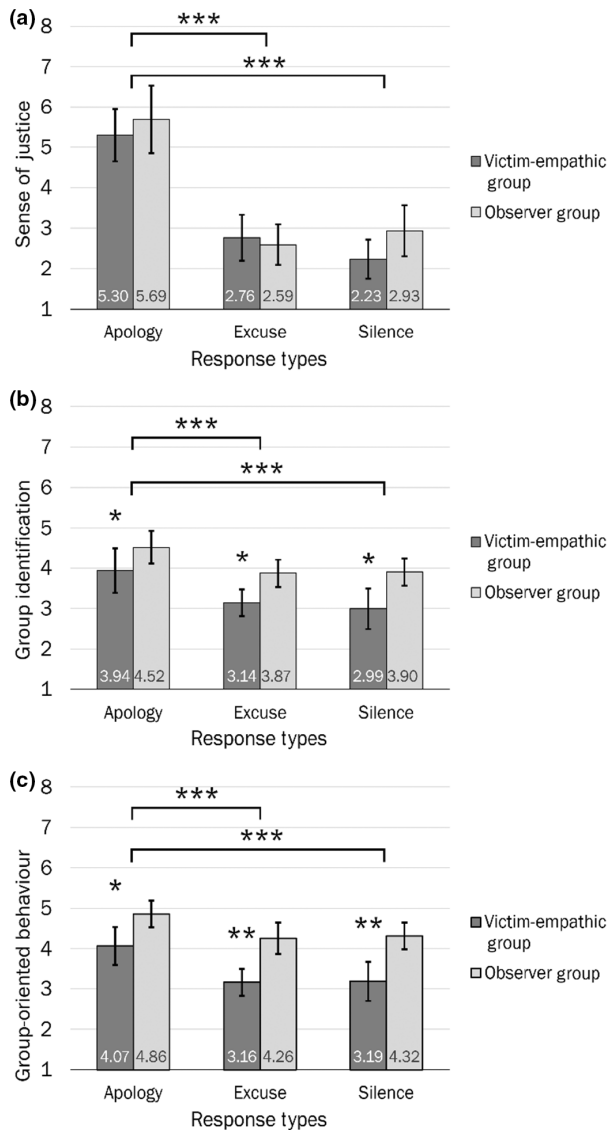 (a)
8
***
7
***
6
5
4
3
2
1
Sense of justice
5.30 5.69 2.76 2.59 2.23 2.93
Apology Excuse Silence
Response types
Victim-empathic
group
Observer group
(b)
8
***
7
***
6
5
4
3
2
1
Group identification
* * *
3.94 4.52 3.14 3.87 2.99 3.90
Apology Excuse Silence
Response types
Victim-empathic
group
Observer group
(c)
8
***
7
***
6
5
4
3
2
1
Group-oriented behaviour
* ** **
4.07 4.86 3.16 4.26 3.19 4.32
Apology Excuse Silence
Response types
Victim-empathic
group
Observer group